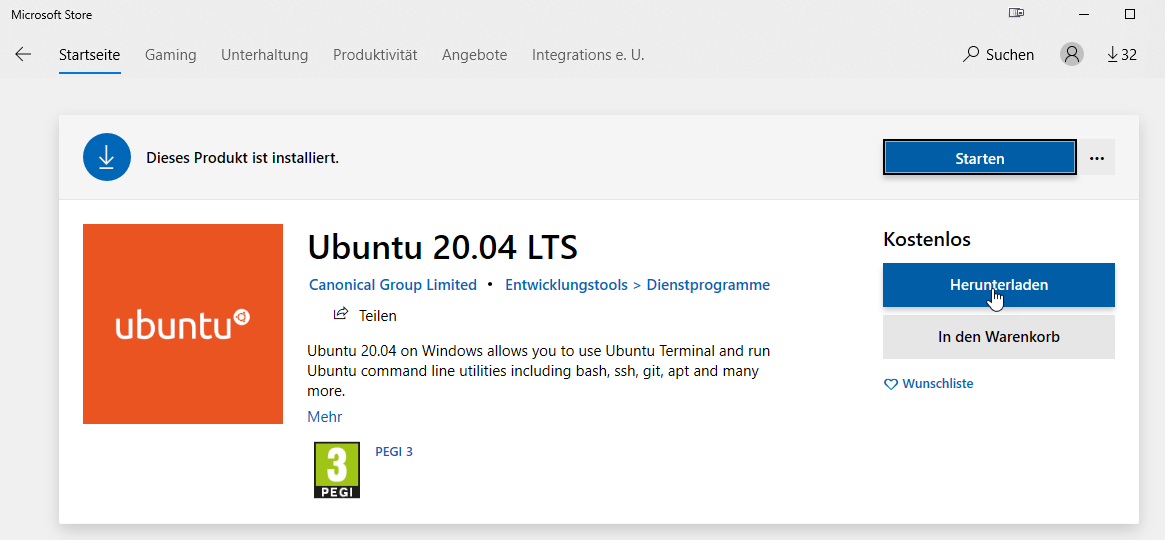 Microsoft Store
Startseite Gaming Unterhaltung Produktivität Angebote Integrations e. U. Suchen 32
Dieses Produkt ist installiert. Starten
ubuntu
Ubuntu 20.04 LTS
Canonical Group Limited • Entwicklungstools > Dienstprogramme
Teilen
Ubuntu 20.04 on Windows allows you to use Ubuntu Terminal and run
Ubuntu command line utilities including bash, ssh, git, apt and many
more.
Mehr
3
PEGI
PEGI 3
Kostenlos
Herunterladen
In den Warenkorb
Wunschliste